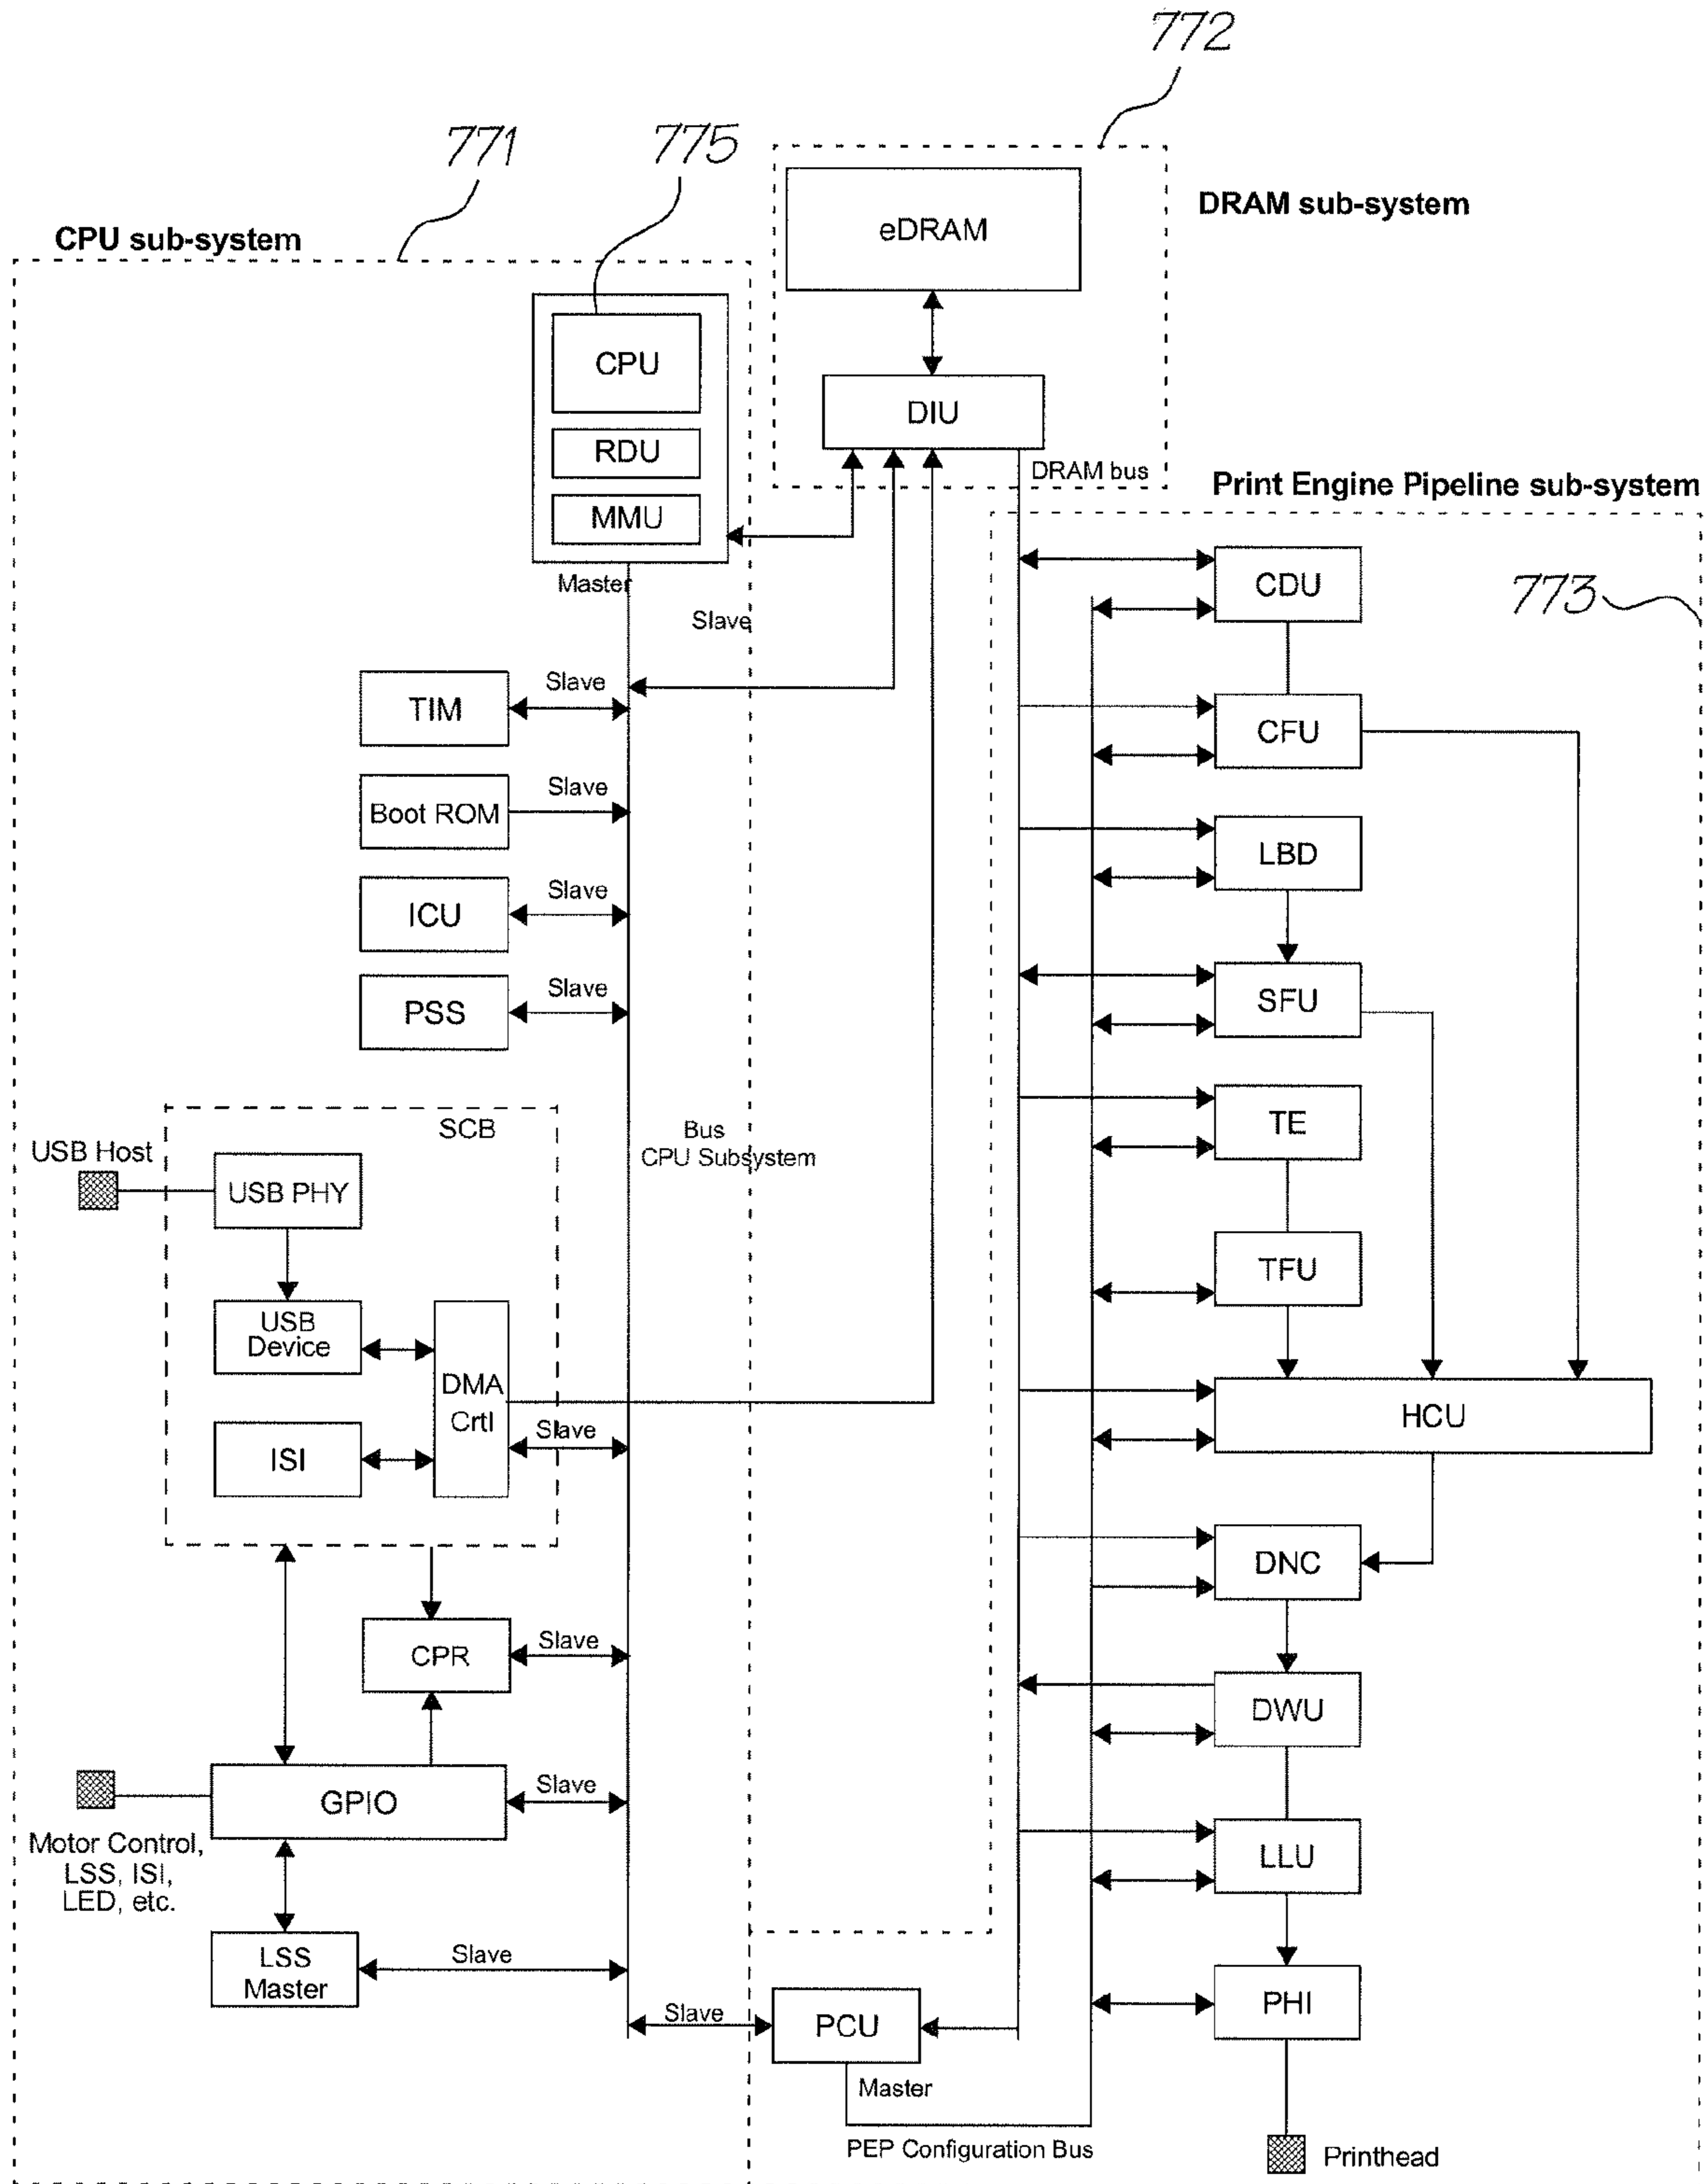 772
771
775
DRAM sub-system
CPU sub-system
eDRAM
CPU
DIU
RDU
DRAM bus
Print Engine Pipeline sub-system
MMU
Master
CDU
773
Slave
TIM
Slave
CFU
Boot ROM
Slave
LBD
ICU
Slave
PSS
Slave
SFU
SCB
TE
Bus
CPU Subsystem
USB Host
USB PHY
TFU
USB
Device
DMA
Crtl
HCU
Slave
ISI
DNC
CPR
Slave
DWU
GPIO
Slave
Motor Control,
LSS, ISI,
LED, etc.
LLU
LSS
Master
Slave
PHI
Slave
PCU
Master
PEP Configuration Bus
Printhead